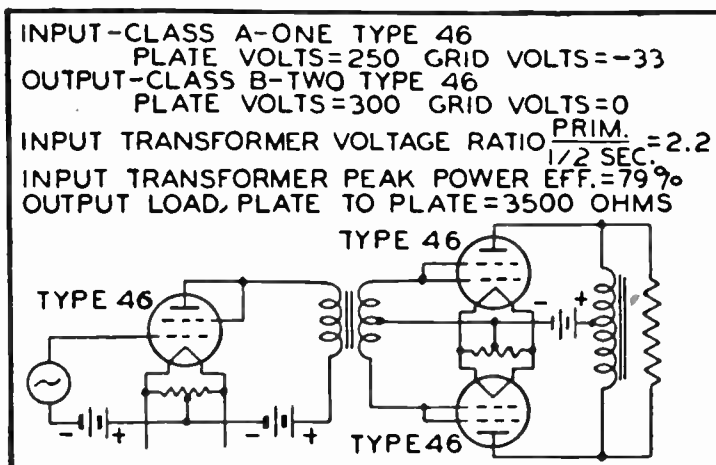 INPUT-CLASS A-ONE TYPE 46
PLATE VOLTS=250 GRID VOLTS=-33
OUTPUT-CLASS B-TWO TYPE 46
PLATE VOLTS=300 GRID VOLTS=0
INPUT TRANSFORMER VOLTAGE RATIO PRIM./1/2 SEC.=2.2
INPUT TRANSFORMER PEAK POWER EFF.=79%
OUTPUT LOAD, PLATE TO PLATE=3500 OHMS
TYPE 46
TYPE 46
- +
- +
- +
TYPE 46